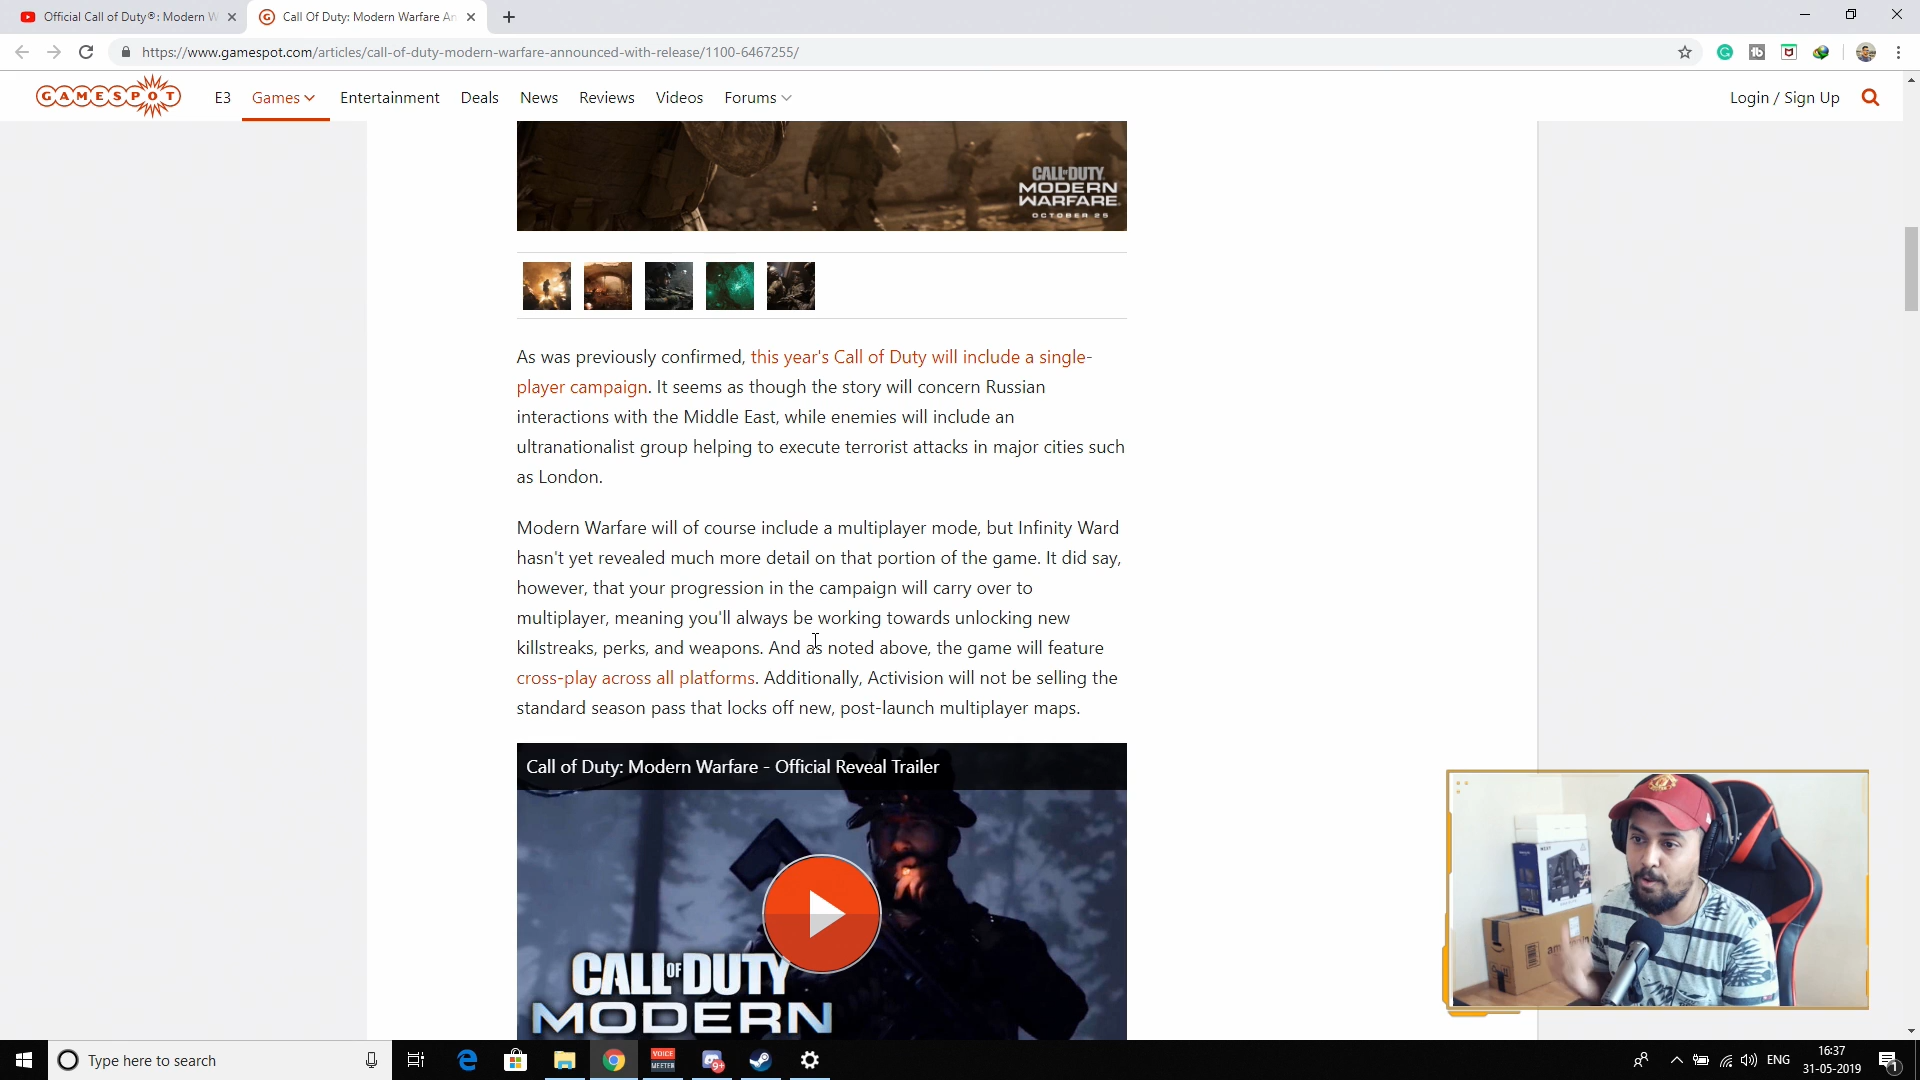 Official Call of Duty®: Modern W
Call Of Duty: Modern Warfare An
https://www.gamespot.com/articles/call-of-duty-modern-warfare-announced-with-release/1100-6467255/
GAMESPOT
E3 Games Entertainment Deals News Reviews Videos Forums
Login / Sign Up
CALL OF DUTY
MODERN
WARFARE
OCTOBER 25
As was previously confirmed, this year's Call of Duty will include a single-
player campaign. It seems as though the story will concern Russian
interactions with the Middle East, while enemies will include an
ultranationalist group helping to execute terrorist attacks in major cities such
as London.
Modern Warfare will of course include a multiplayer mode, but Infinity Ward
hasn't yet revealed much more detail on that portion of the game. It did say,
however, that your progression in the campaign will carry over to
multiplayer, meaning you'll always be working towards unlocking new
killstreaks, perks, and weapons. And as noted above, the game will feature
cross-play across all platforms. Additionally, Activision will not be selling the
standard season pass that locks off new, post-launch multiplayer maps.
Call of Duty: Modern Warfare - Official Reveal Trailer
CALL OF DUTY
MODERN
Type here to search
VOICE
MEETER
9+
ENG
16:37
31-05-2019
1